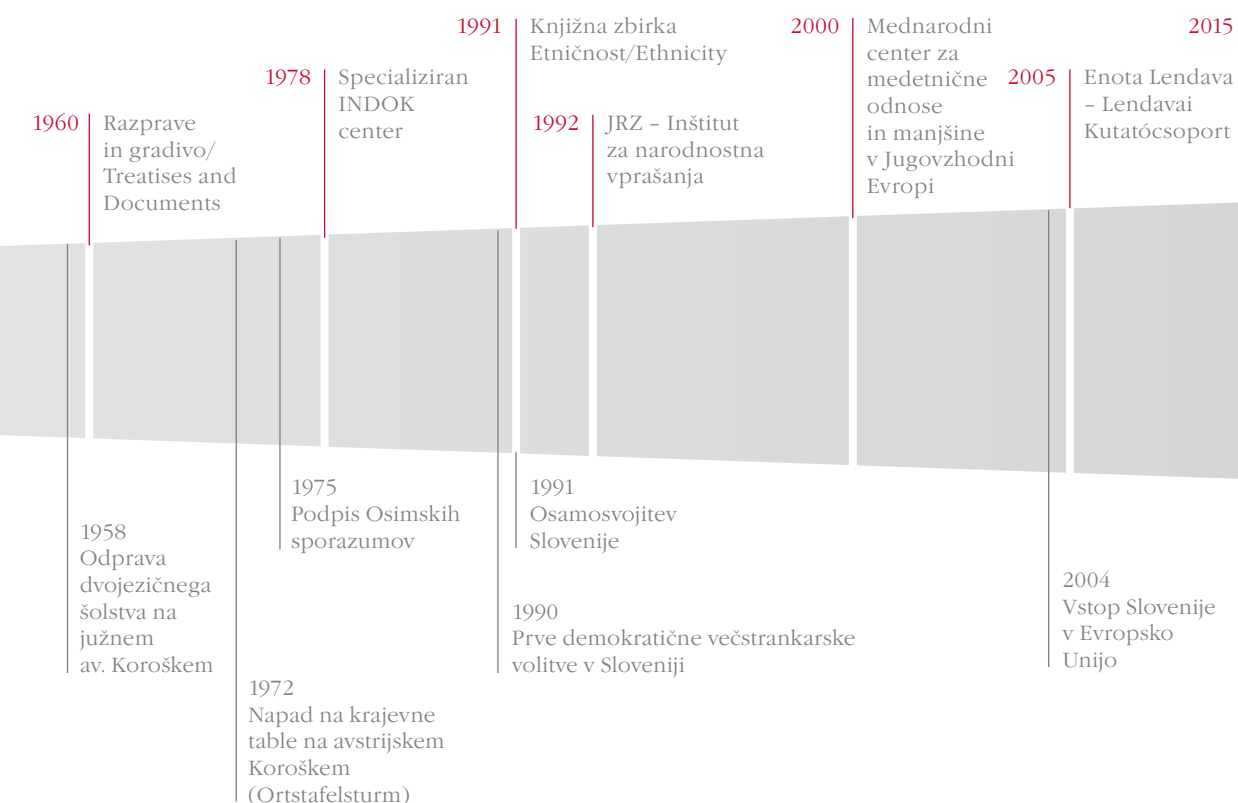 1960
Razprave
in gradivo/
Treatises and
Documents
1978
Specializiran
INDOK
center
1991
Knjižna zbirka
Etničnost/Ethnicity
1992
JRZ – Inštitut
za narodnostna
vprašanja
2000
Mednarodni
center za
medetnične
odnose
in manjšine
v Jugovzhodni
Evropi
2005
Enota Lendava
– Lendavai
Kutatócsoport
2015
1958
Odprava
dvojezičnega
šolstva na
južnem
av. Koroškem
1972
Napad na krajevne
table na avstrijskem
Koroškem
(Ortstafelsturm)
1975
Podpis Osimskih
sporazumov
1990
Prve demokratične večstrankarske
volitve v Sloveniji
1991
Osamosvojitev
Slovenije
2004
Vstop Slovenije
v Evropsko
Unijo